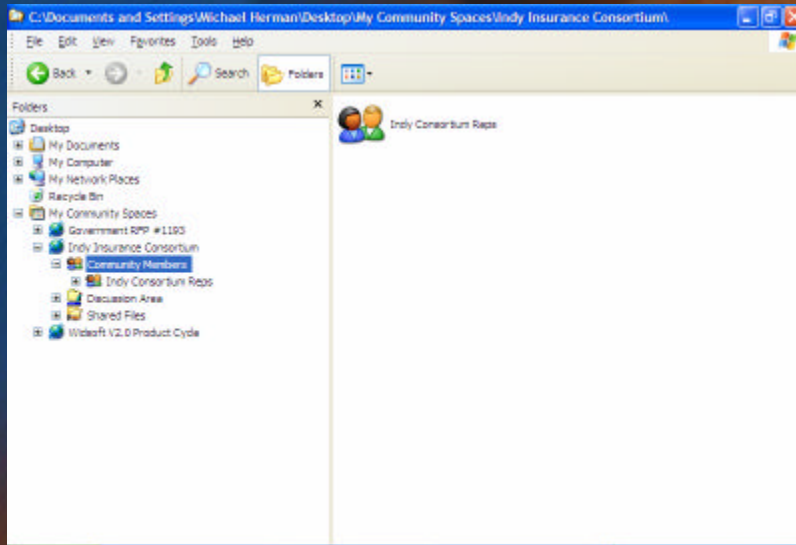 C:\Documents and Settings\Michael Herman\Desktop\My Community Spaces\Indy Insurance Consortium\
File Edit View Favorites Tools Help
Back Search Folders
Folders
Desktop
My Documents
My Computer
My Network Places
Recycle Bin
My Community Spaces
Government RFP #1193
Indy Insurance Consortium
Community Members
Indy Consortium Reps
Discussion Area
Shared Files
Widsoft V2.0 Product Cycle
Indy Consortium Reps